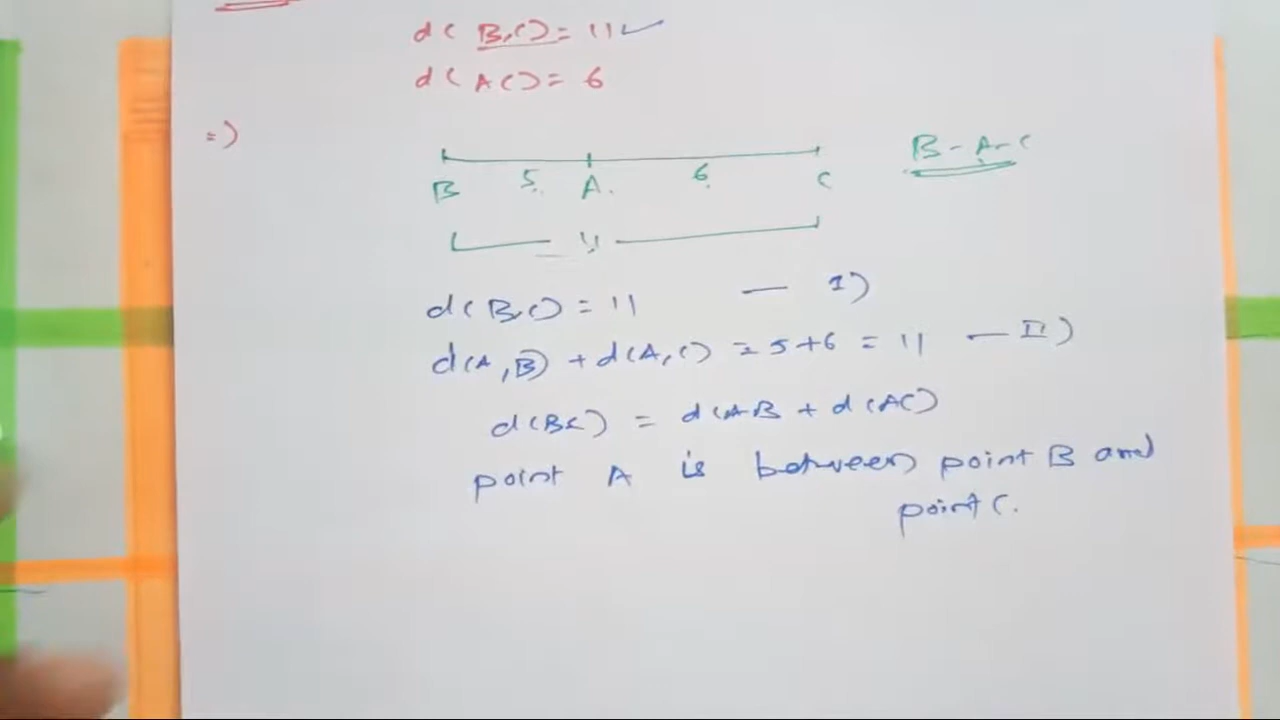 d( B,C) = 11 ✓
d( A C) = 6
=)
B - A - C
B 5. A. 6 C
11
d( B,C) = 11 — I)
d(A, B) + d(A, C) = 5+6 = 11 — II)
d(BC) = d(AB + d(AC)
point A is between point B and
point C.